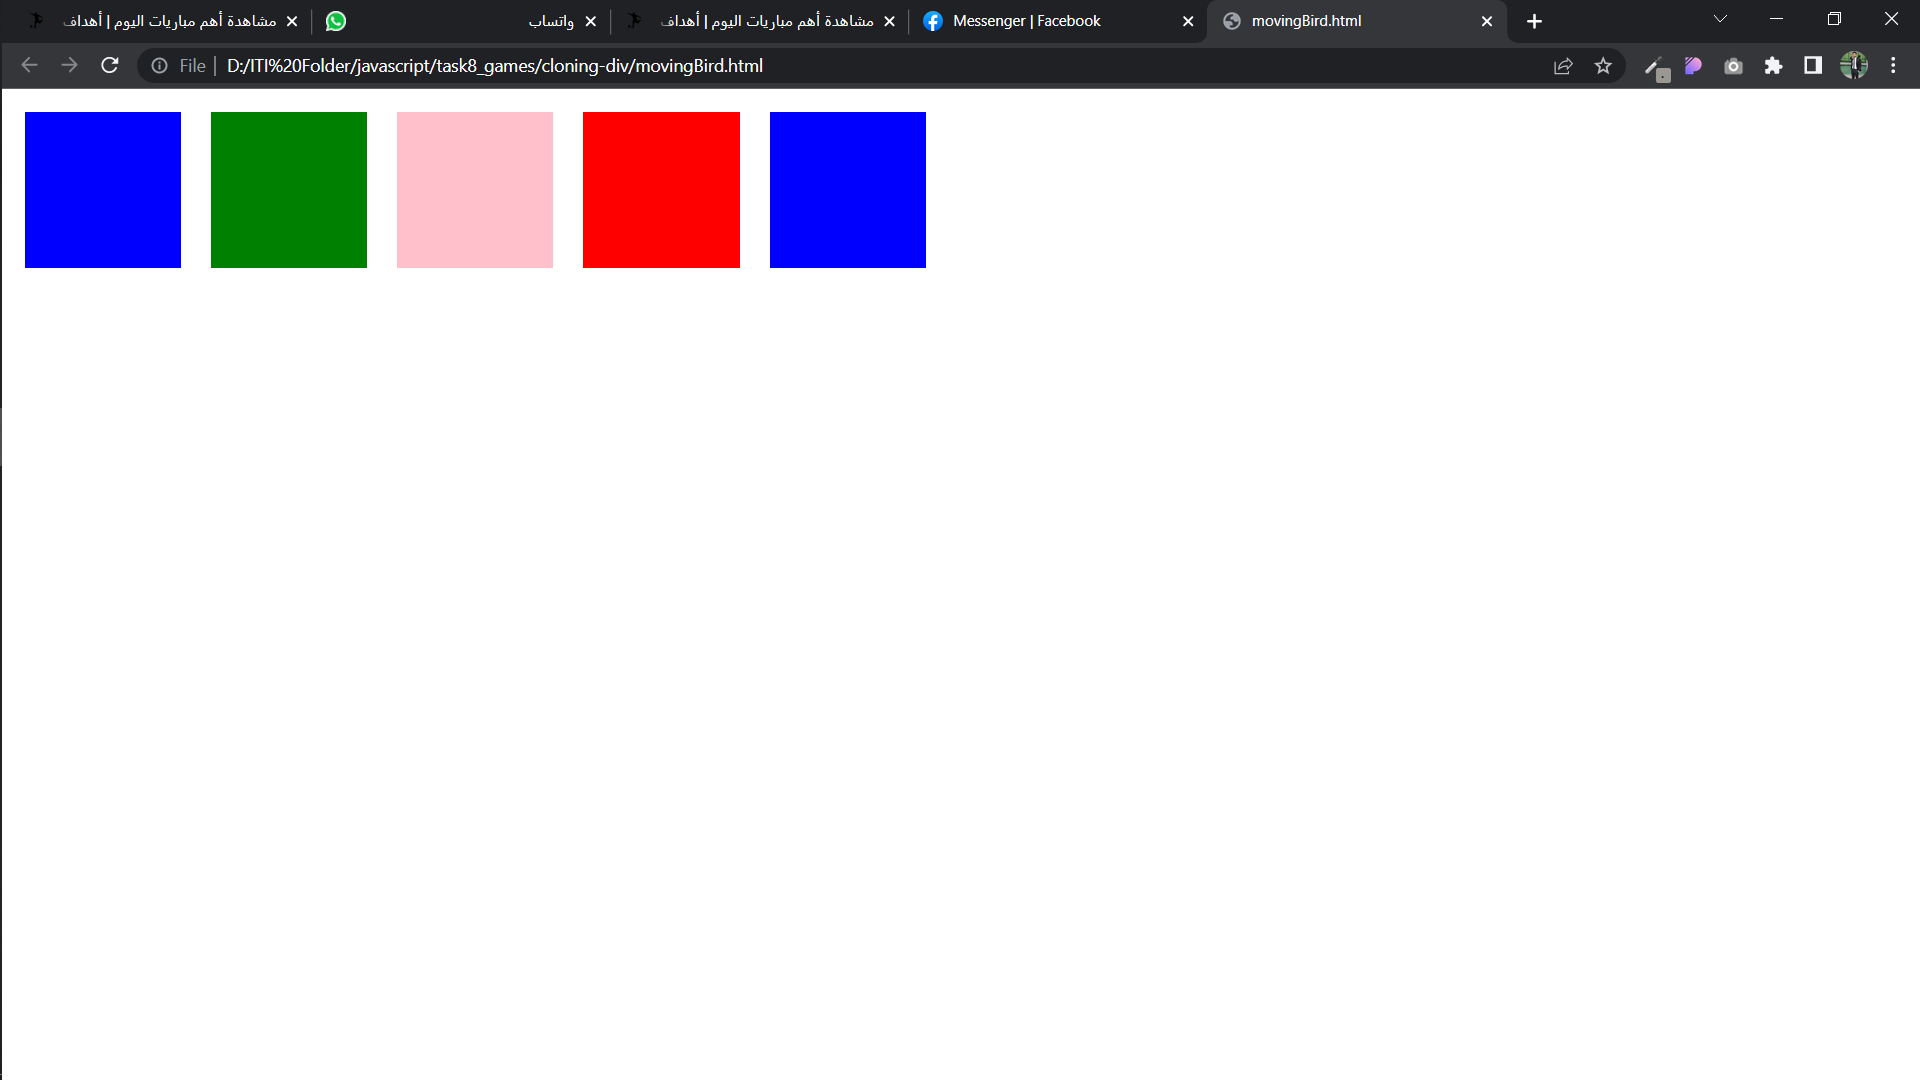 مشاهدة أهم مباريات اليوم | أهداف
واتساب
مشاهدة أهم مباريات اليوم | أهداف
Messenger | Facebook
movingBird.html
File | D:/ITI%20Folder/javascript/task8_games/cloning-div/movingBird.html